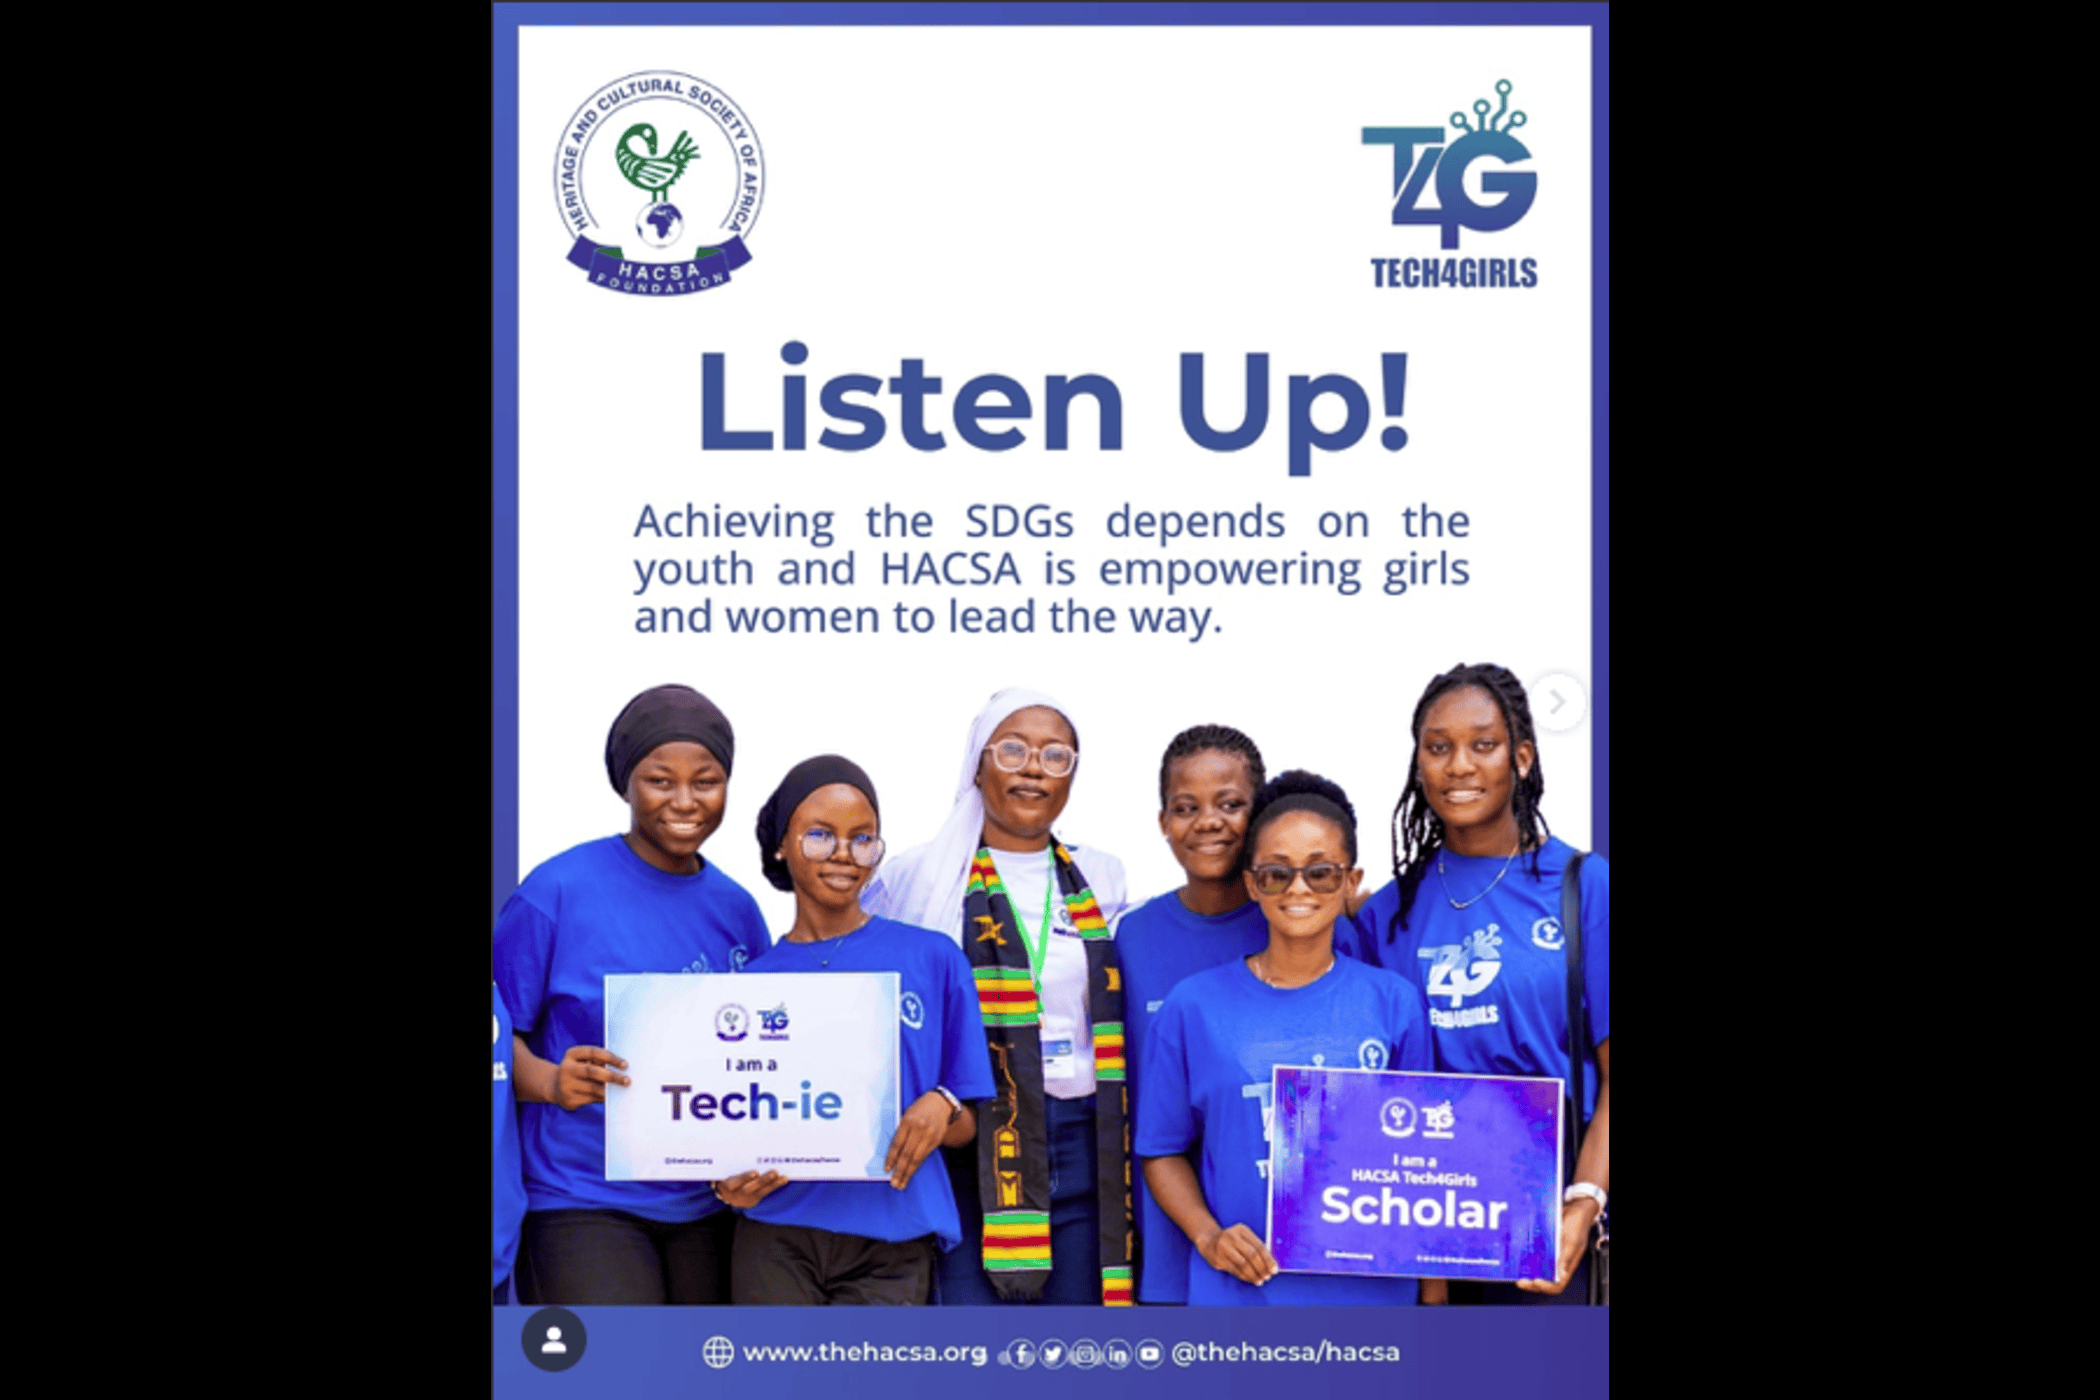 HERITAGE AND CULTURAL SOCIETY OF AFRICA
HACSA
FOUNDATION
T4G
TECH4GIRLS
Listen Up!
Achieving the SDGs depends on the
youth and HACSA is empowering girls
and women to lead the way.
T4G
TECH4GIRLS
T4G
I am a
Tech-ie
T4G
I am a
HACSA Tech4Girls
Scholar
www.thehacsa.org @thehacsa/hacsa